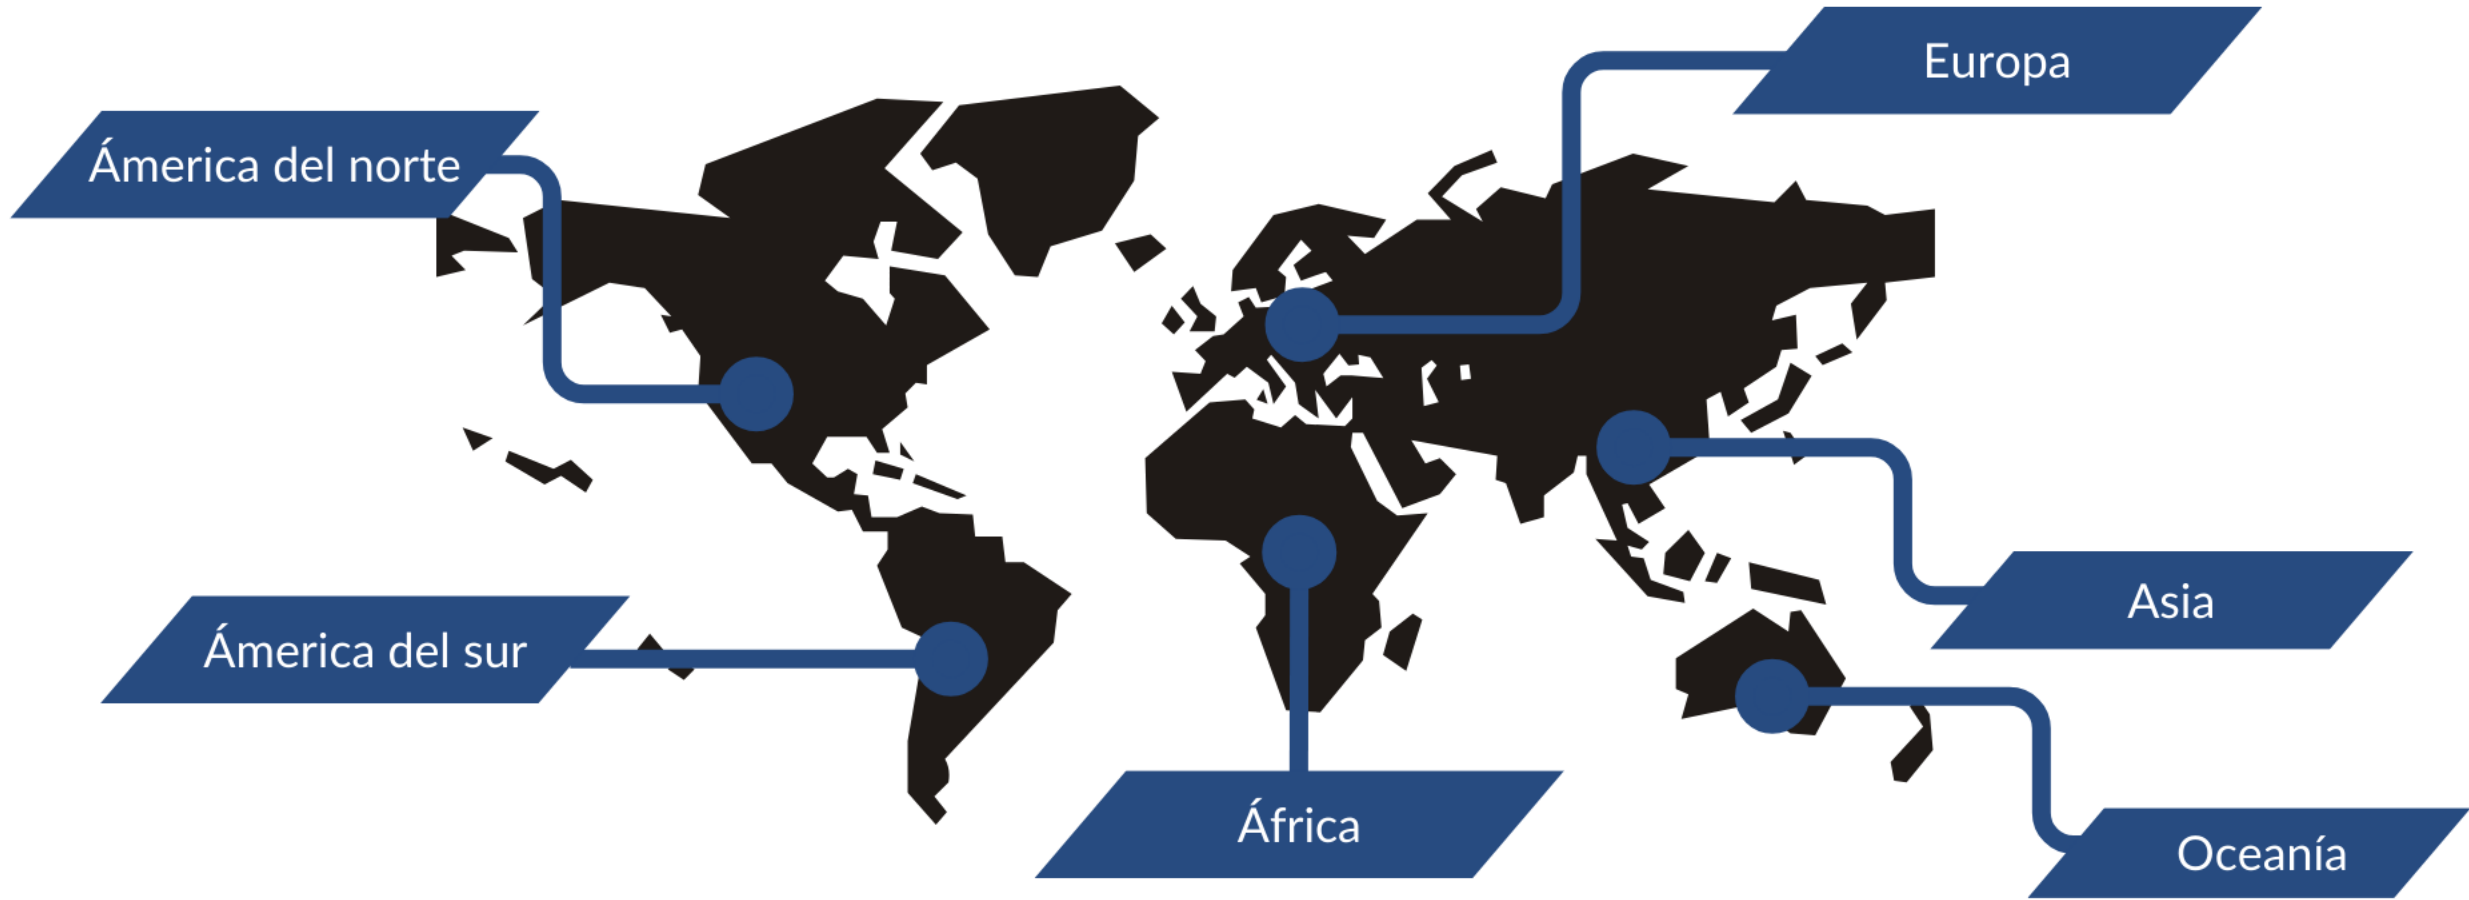 Europa
Ámerica del norte
Asia
Ámerica del sur
África
Oceanía